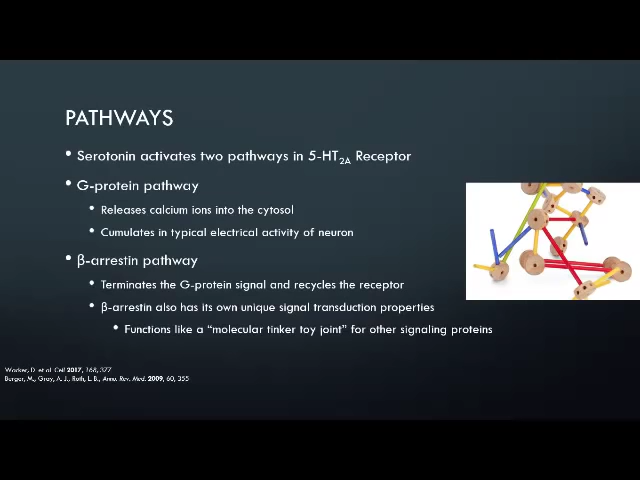 PATHWAYS
• Serotonin activates two pathways in 5-HT2A Receptor
• G-protein pathway
• Releases calcium ions into the cytosol
• Cumulates in typical electrical activity of neuron
• β-arrestin pathway
• Terminates the G-protein signal and recycles the receptor
• β-arrestin also has its own unique signal transduction properties
• Functions like a “molecular tinker toy joint” for other signaling proteins
Wacker, D. et al. Cell 2017, 168, 377
Berger, M., Gray, A. J., Roth, L. B., Annu. Rev. Med. 2009, 60, 355